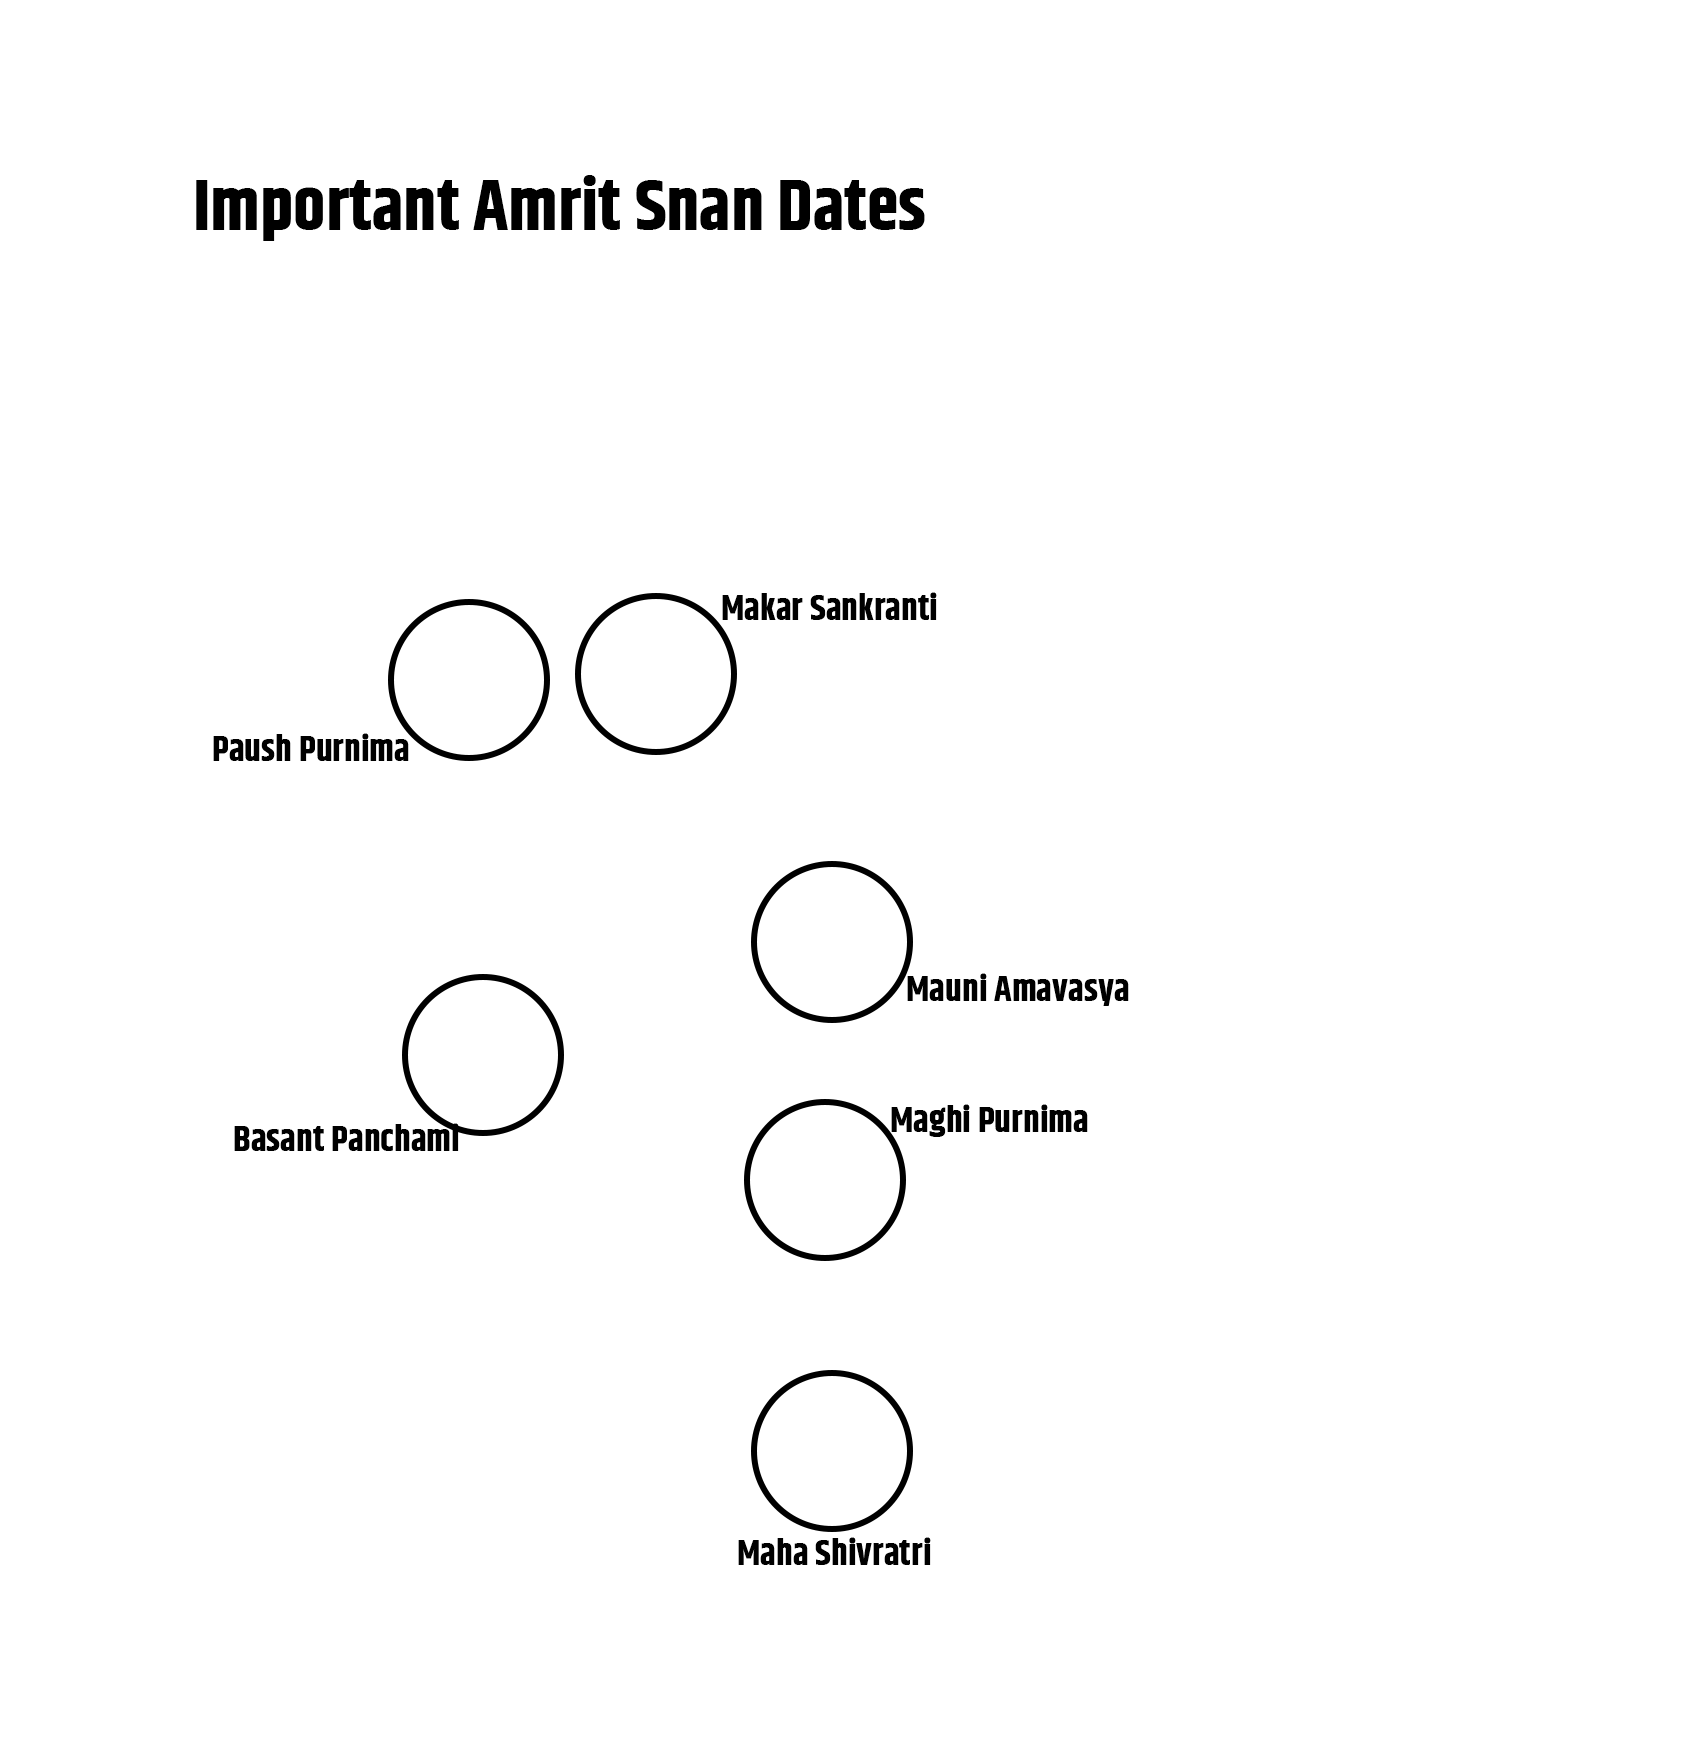 Important Amrit Snan Dates
Makar Sankranti
Paush Purnima
Mauni Amavasya
Maghi Purnima
Basant Panchami
Maha Shivratri